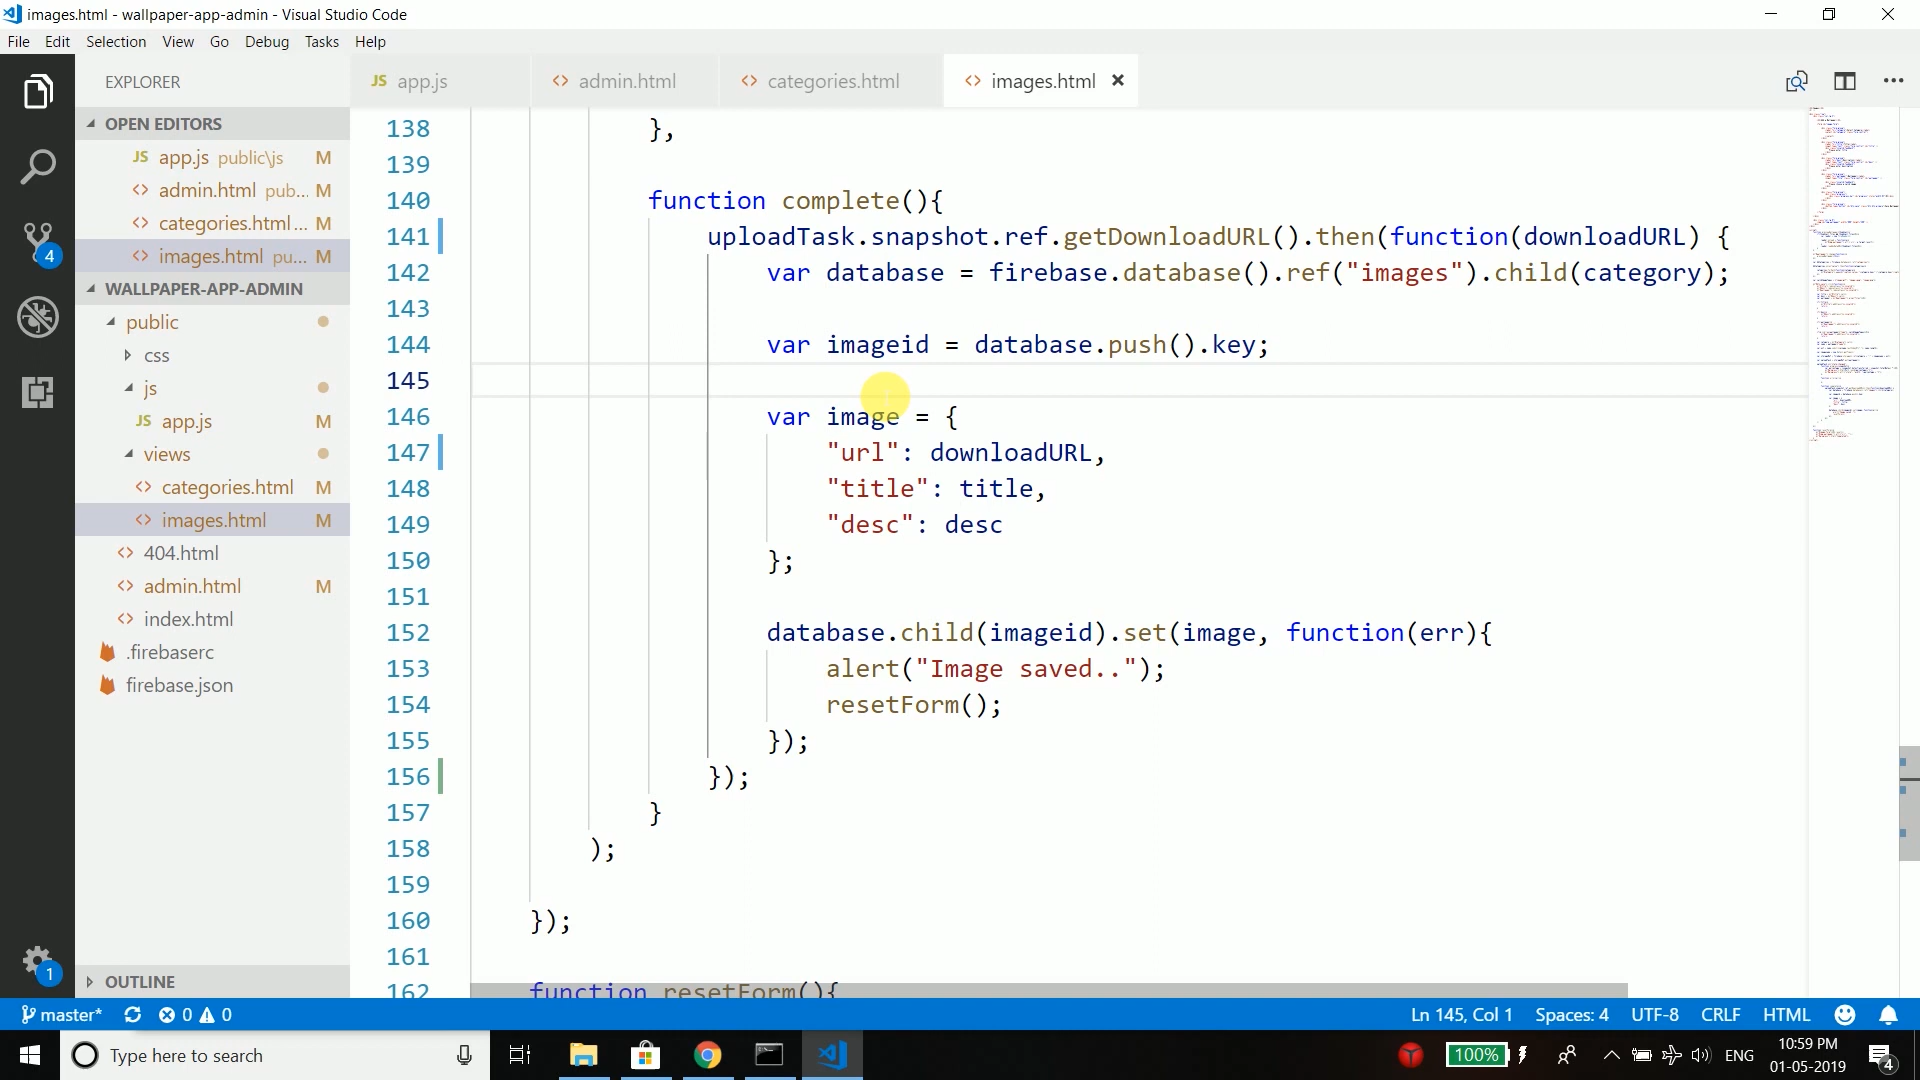 images.html - wallpaper-app-admin - Visual Studio Code
File Edit Selection View Go Debug Tasks Help
EXPLORER
OPEN EDITORS
JS app.js public\js M
<> admin.html pub... M
<> categories.html ... M
<> images.html pu... M
WALLPAPER-APP-ADMIN
public
css
js
JS app.js M
views
<> categories.html M
<> images.html M
<> 404.html
<> admin.html M
<> index.html
.firebaserc
firebase.json
OUTLINE
4
1
JS app.js <> admin.html <> categories.html <> images.html ×
138 },
139
140 function complete(){
141 uploadTask.snapshot.ref.getDownloadURL().then(function(downloadURL) {
142 var database = firebase.database().ref("images").child(category);
143
144 var imageid = database.push().key;
145
146 var image = {
147 "url": downloadURL,
148 "title": title,
149 "desc": desc
150 };
151
152 database.child(imageid).set(image, function(err){
153 alert("Image saved..");
154 resetForm();
155 });
156 });
157 }
158 );
159
160 });
161
162 function resetForm(){
master* 0 0 Ln 145, Col 1 Spaces: 4 UTF-8 CRLF HTML
Type here to search 100% ENG 10:59 PM
01-05-2019
4